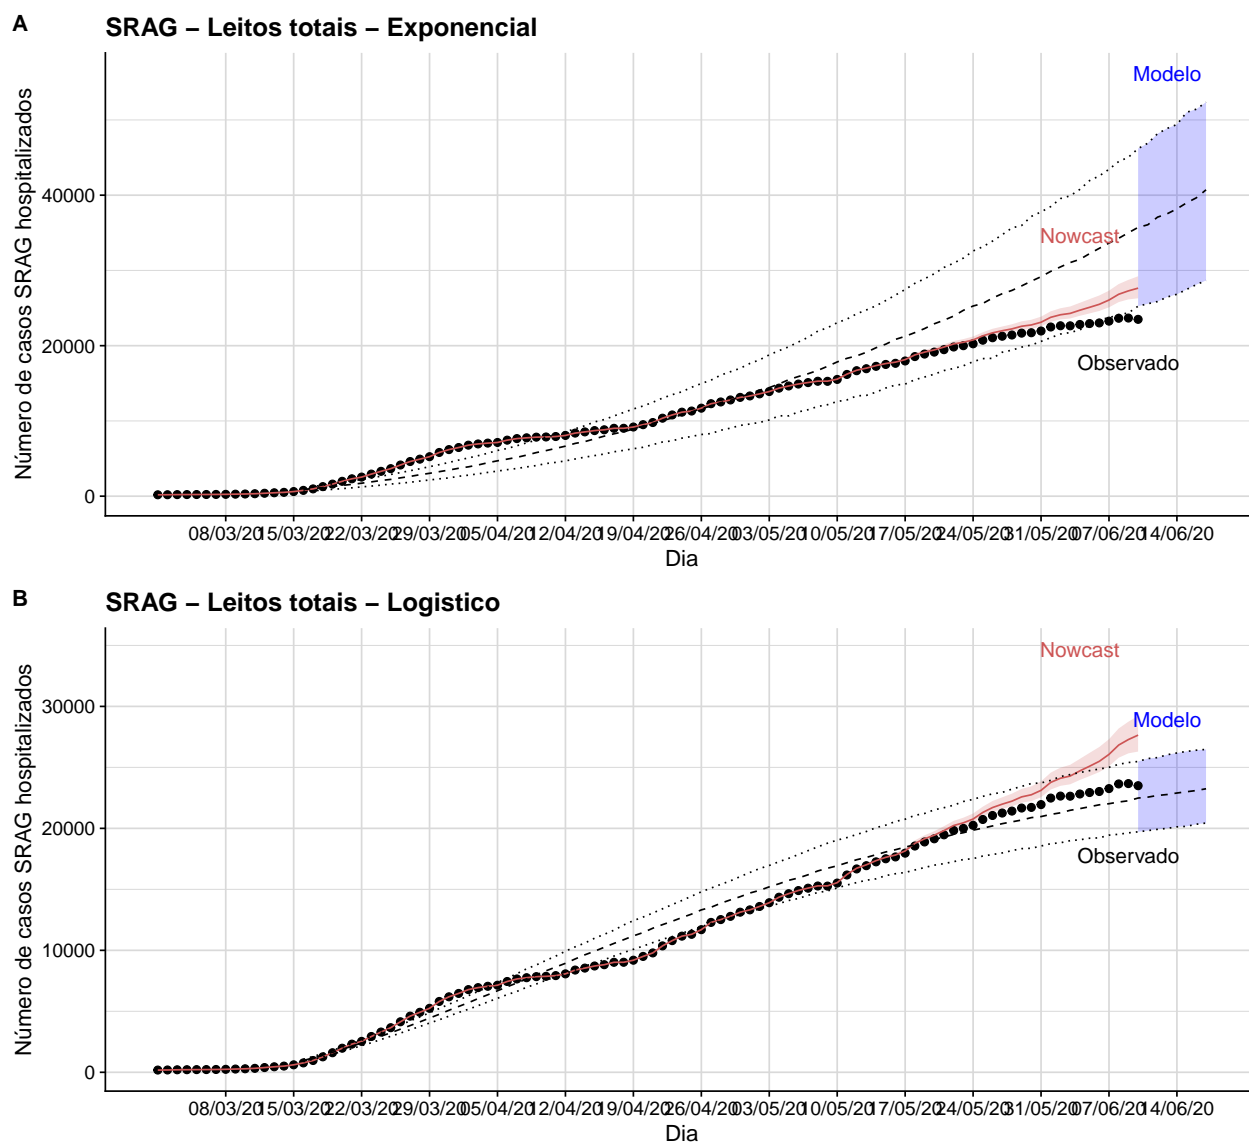 A
SRAG – Leitos totais – Exponencial
Número de casos SRAG hospitalizados
Modelo
40000
Nowcast
20000
Observado
0
08/03/20 15/03/20 22/03/20 29/03/20 05/04/20 12/04/20 19/04/20 26/04/20 03/05/20 10/05/20 17/05/20 24/05/20 31/05/20 07/06/20 14/06/20
Dia
B
SRAG – Leitos totais – Logistico
Número de casos SRAG hospitalizados
Nowcast
30000
Modelo
20000
Observado
10000
0
08/03/20 15/03/20 22/03/20 29/03/20 05/04/20 12/04/20 19/04/20 26/04/20 03/05/20 10/05/20 17/05/20 24/05/20 31/05/20 07/06/20 14/06/20
Dia